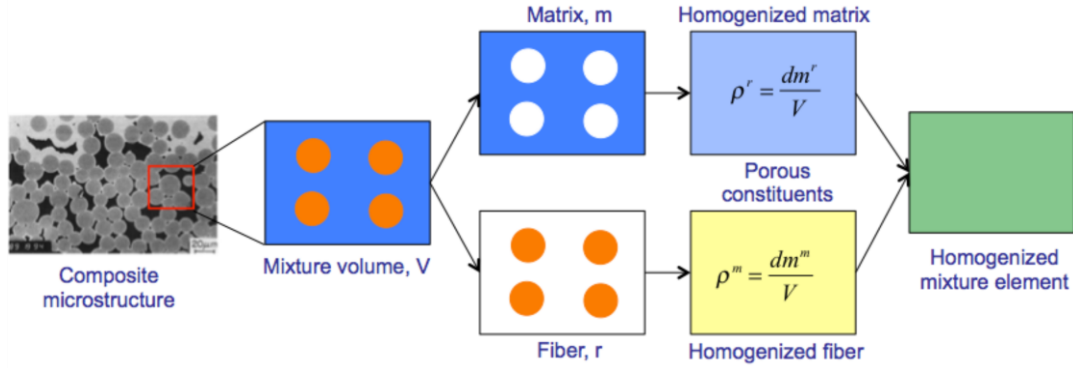 Matrix, m
Homogenized matrix
ρ^r = dm^r / V
Porous
constituents
20μm
Composite
microstructure
Mixture volume, V
Homogenized
mixture element
ρ^m = dm^m / V
Fiber, r
Homogenized fiber